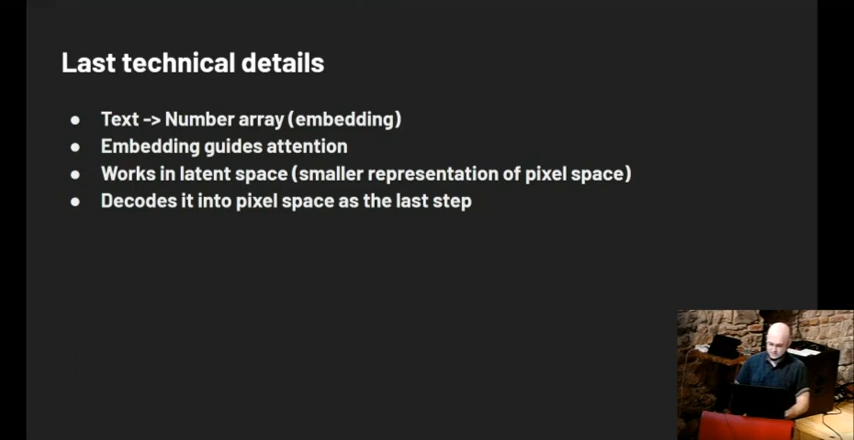 Last technical details
● Text -> Number array (embedding)
● Embedding guides attention
● Works in latent space (smaller representation of pixel space)
● Decodes it into pixel space as the last step